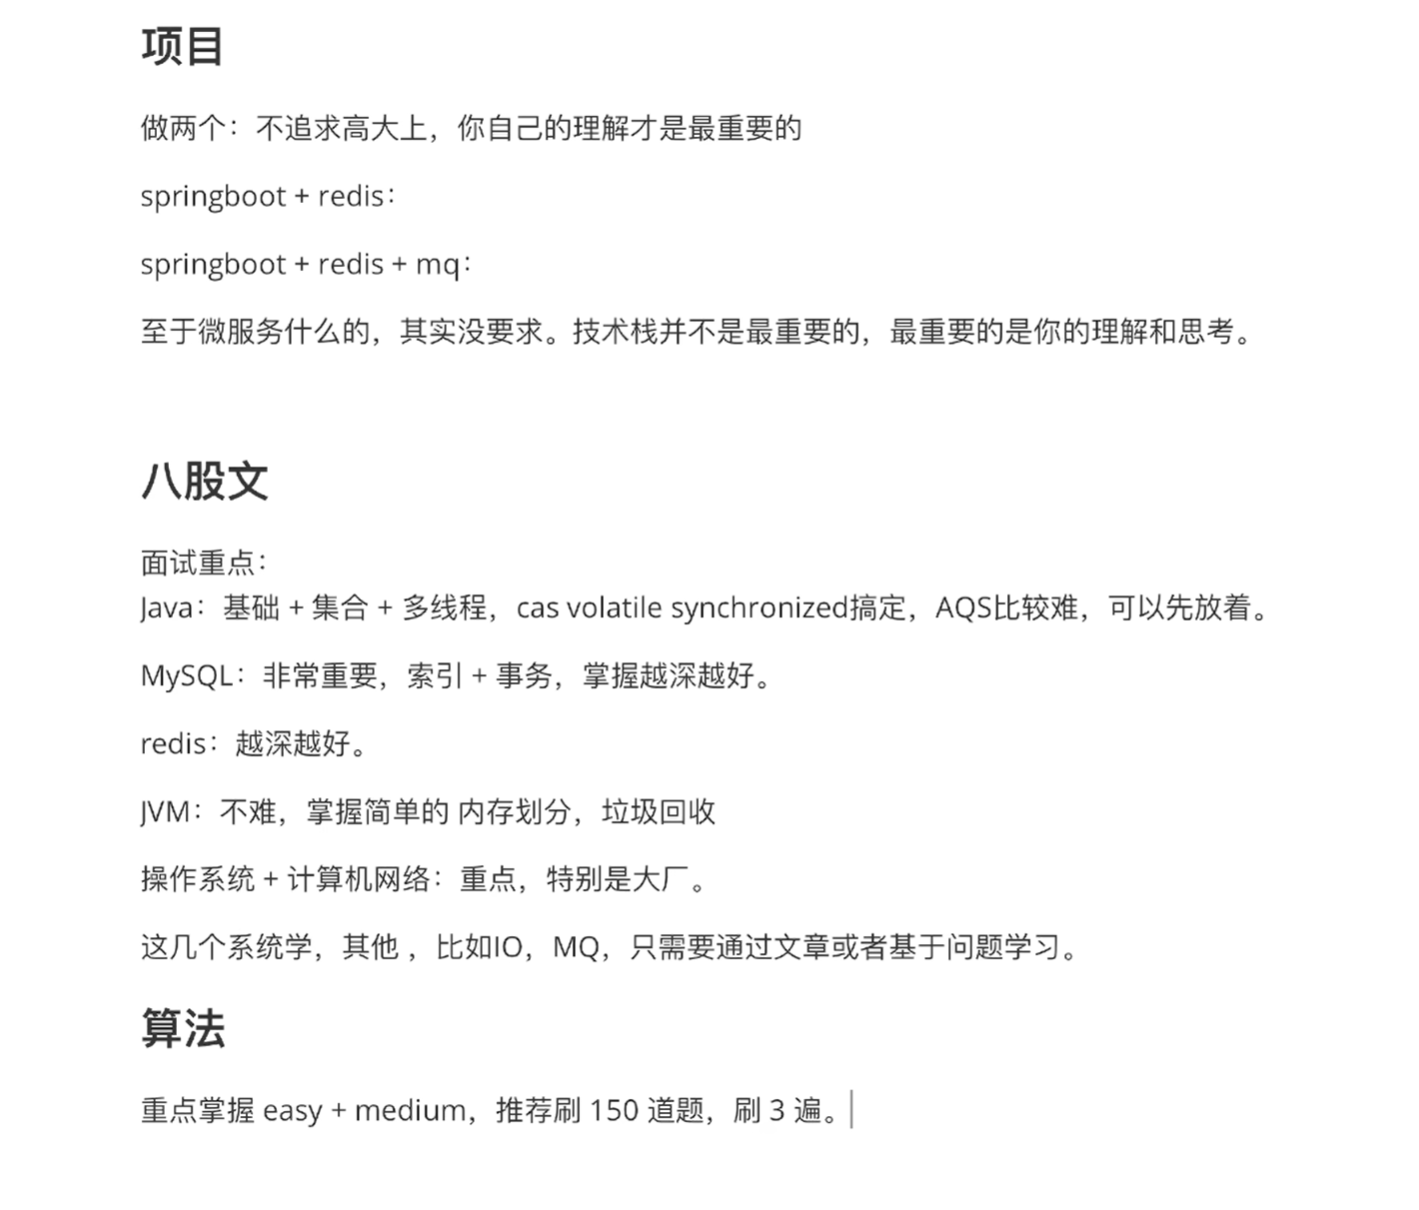 项目
做两个：不追求高大上，你自己的理解才是最重要的
springboot + redis：
springboot + redis + mq：
至于微服务什么的，其实没要求。技术栈并不是最重要的，最重要的是你的理解和思考。
八股文
面试重点：
Java：基础 + 集合 + 多线程，cas volatile synchronized搞定，AQS比较难，可以先放着。
MySQL：非常重要，索引 + 事务，掌握越深越好。
redis：越深越好。
JVM：不难，掌握简单的 内存划分，垃圾回收
操作系统 + 计算机网络：重点，特别是大厂。
这几个系统学，其他 ，比如IO，MQ，只需要通过文章或者基于问题学习。
算法
重点掌握 easy + medium，推荐刷 150 道题，刷 3 遍。